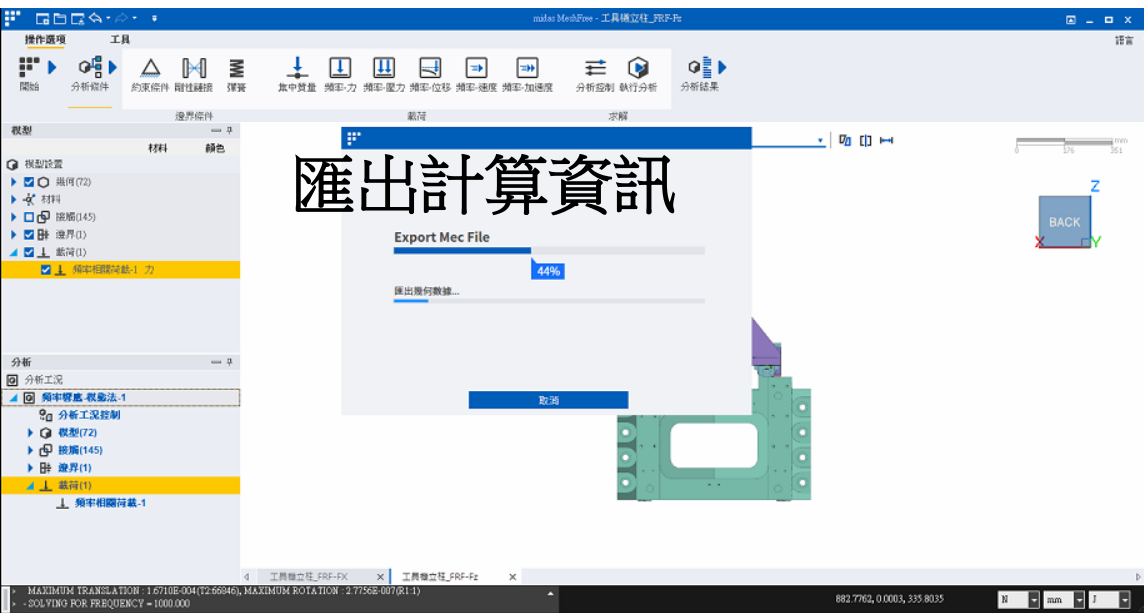 midas MeshFree - 工具機立柱_FRF-Fz
操作選項 工具 語言
開始 分析條件 約束條件 剛性鏈接 彈簧 集中質量 頻率-力 頻率-壓力 頻率-位移 頻率-速度 頻率-加速度 分析控制 執行分析 分析結果
邊界條件 載荷 求解
模型
材料 顏色
模型設置
幾何(72)
材料
接觸(145)
邊界(1)
載荷(1)
頻率相關荷載-1 力
匯出計算資訊
Export Mec File
44%
匯出幾何數據...
取消
mm
0 176 351
Z
BACK
X Y
分析
分析工況
頻率響應-模態法-1
分析工況控制
模型(72)
接觸(145)
邊界(1)
載荷(1)
頻率相關荷載-1
工具機立柱_FRF-FX × 工具機立柱_FRF-Fz ×
> MAXIMUM TRANSLATION : 1.6710E-004(T2:66846), MAXIMUM ROTATION : 2.7756E-007(R1:1)
> - SOLVING FOR FREQUENCY = 1000.000
882.7762, 0.0003, 335.8035
N mm J